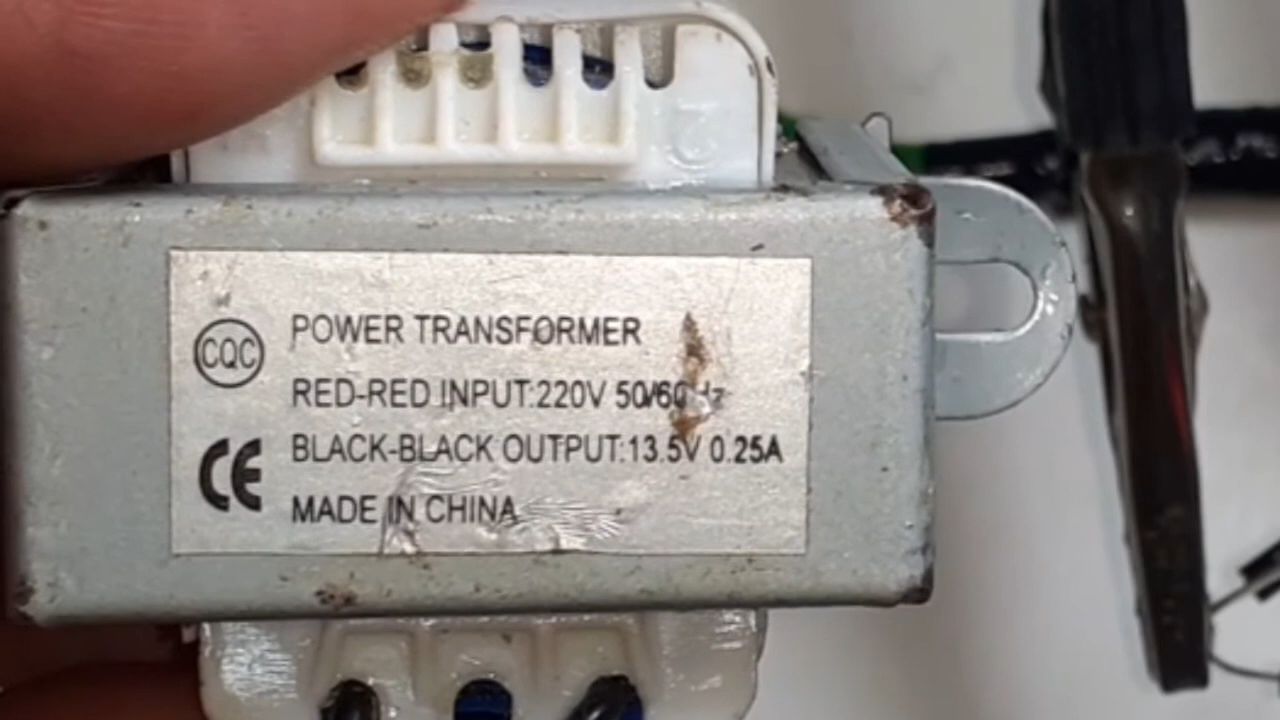 POWER TRANSFORMER
CQC
RED-RED INPUT:220V 50/60Hz
BLACK-BLACK OUTPUT:13.5V 0.25A
CE
MADE IN CHINA